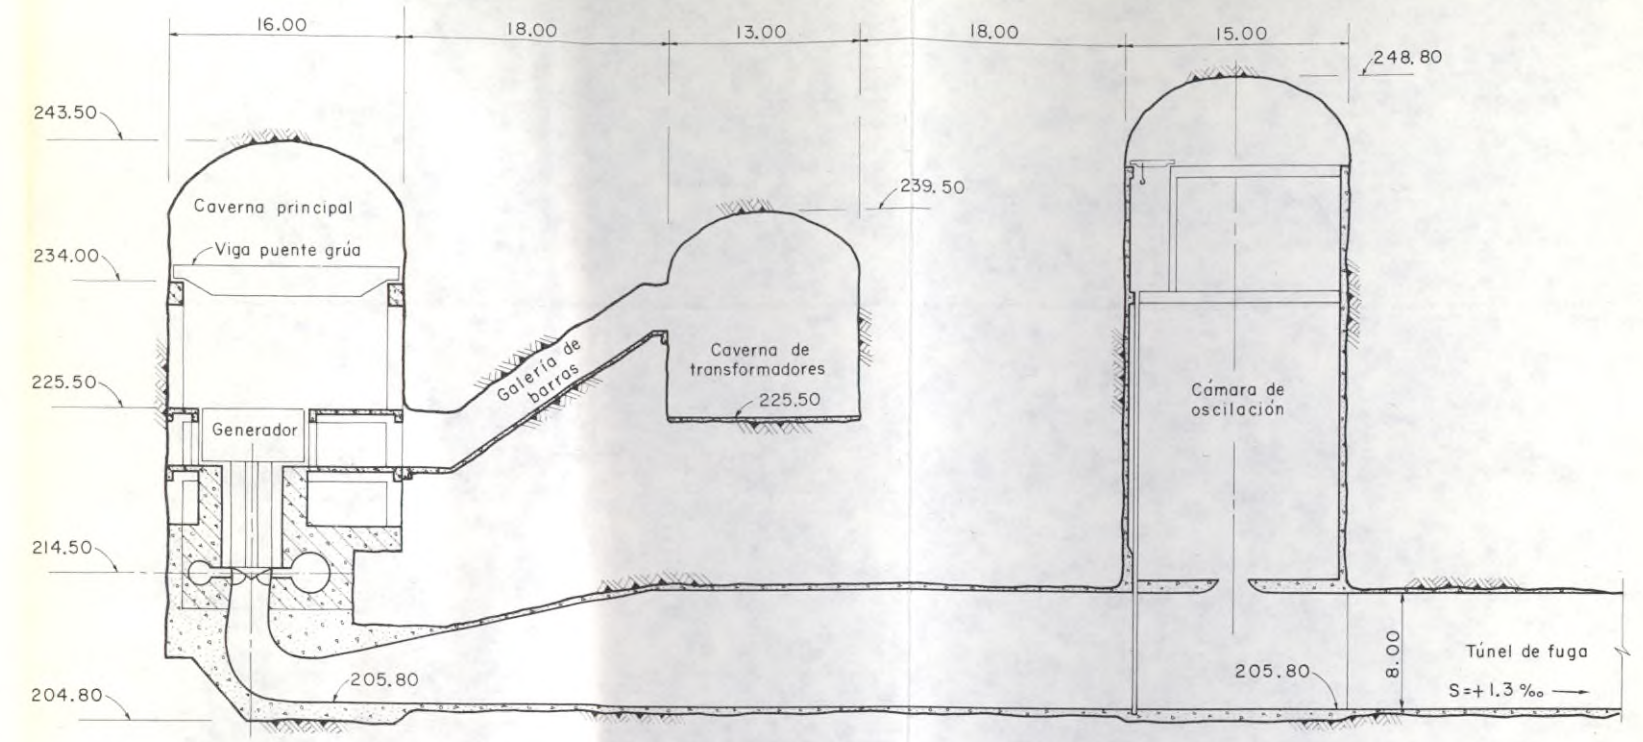 16.00
18.00
13.00
18.00
15.00
248.80
243.50
239.50
Caverna principal
Viga puente grúa
234.00
Galería de
barras
Caverna de
transformadores
225.50
225.50
Cámara de
oscilación
Generador
214.50
8.00
Túnel de fuga
205.80
205.80
204.80
S=+1.3 ‰